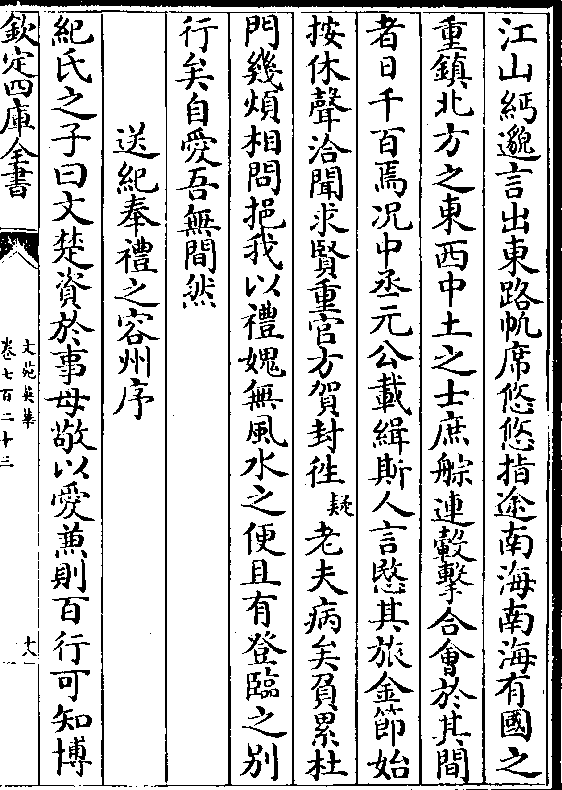 江山緬邈言出東路帆席悠悠指途南海南海有國之
重鎮北方之東西中土之士庶䑸連轂擊合會於其間
者日千百焉况中丞元公載緝斯人言愍其旅金節始
按休聲洽聞求賢重官方賀封徃疑老夫病矣負累杜
門幾煩相問挹我以禮媿無風水之便且有登臨之别
行矣自愛吾無間然
送紀奉禮之容州序
紀氏之子曰文楚資於事母敬以愛兼則百行可知博
欽定四庫全書
文苑英華
卷七百二十三
十八